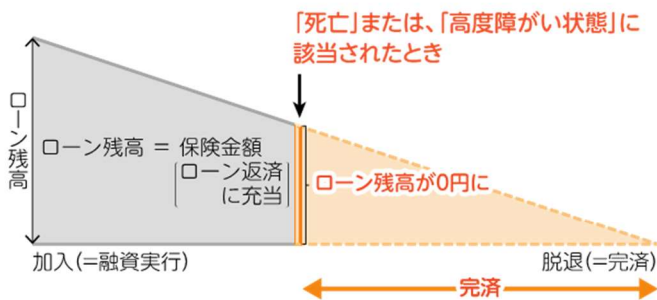 「死亡」または、「高度障がい状態」に
該当されたとき
ローン残高
ローン残高 ＝ 保険金額
ローン返済
に充当
ローン残高が0円に
加入(=融資実行)
脱退(=完済)
完済